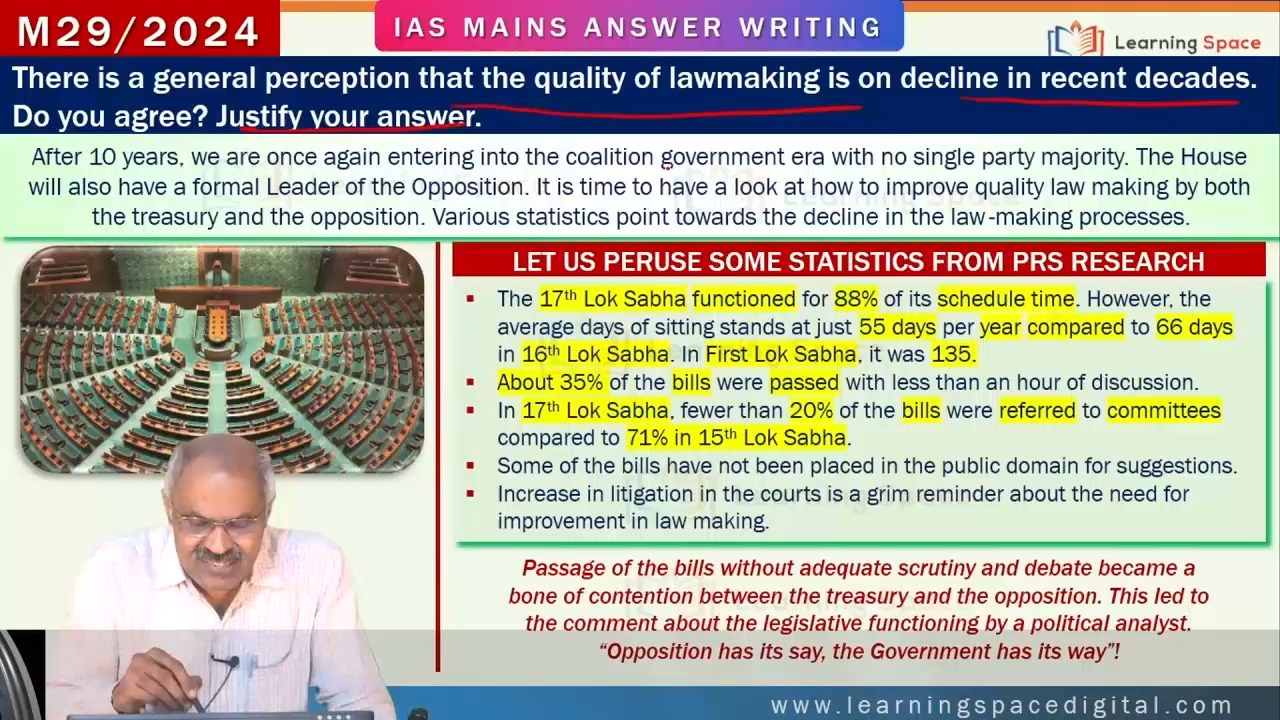 M29/2024
IAS MAINS ANSWER WRITING
Learning Space
There is a general perception that the quality of lawmaking is on decline in recent decades.
Do you agree? Justify your answer.
After 10 years, we are once again entering into the coalition government era with no single party majority. The House
will also have a formal Leader of the Opposition. It is time to have a look at how to improve quality law making by both
the treasury and the opposition. Various statistics point towards the decline in the law-making processes.
LET US PERUSE SOME STATISTICS FROM PRS RESEARCH
▪ The 17th Lok Sabha functioned for 88% of its schedule time. However, the
average days of sitting stands at just 55 days per year compared to 66 days
in 16th Lok Sabha. In First Lok Sabha, it was 135.
▪ About 35% of the bills were passed with less than an hour of discussion.
▪ In 17th Lok Sabha, fewer than 20% of the bills were referred to committees
compared to 71% in 15th Lok Sabha.
▪ Some of the bills have not been placed in the public domain for suggestions.
▪ Increase in litigation in the courts is a grim reminder about the need for
improvement in law making.
Passage of the bills without adequate scrutiny and debate became a
bone of contention between the treasury and the opposition. This led to
the comment about the legislative functioning by a political analyst.
“Opposition has its say, the Government has its way”!
www.learningspacedigital.com